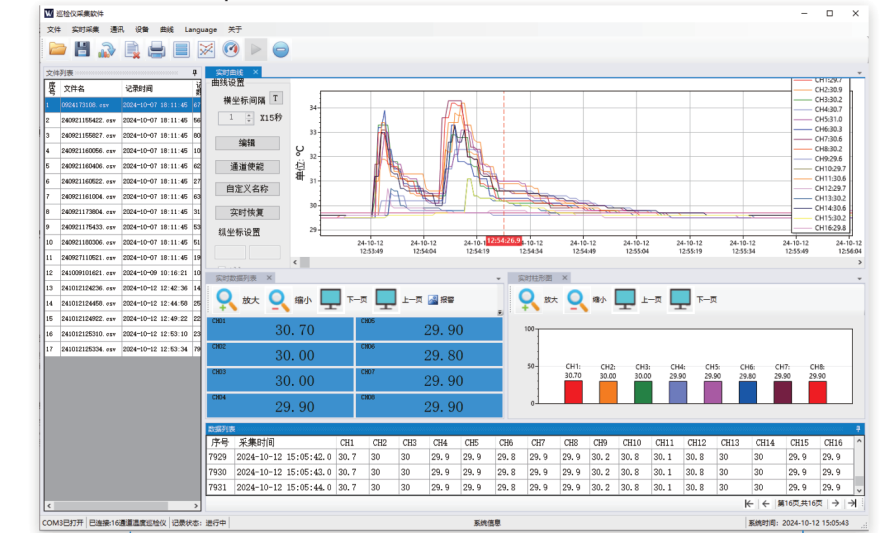 巡检仪采集软件
文件 实时采集 通讯 设备 曲线 Language 关于
文件列表
序号 文件名 记录时间
1 0924173108.csv 2024-10-07 18:11:45 67
2 240921155422.csv 2024-10-07 18:11:45 56
3 240921155827.csv 2024-10-07 18:11:45 80
4 240921160056.csv 2024-10-07 18:11:45 10
5 240921160406.csv 2024-10-07 18:11:45 62
6 240921160522.csv 2024-10-07 18:11:45 27
7 240921161004.csv 2024-10-07 18:11:45 63
8 240921173804.csv 2024-10-07 18:11:45 31
9 240921175433.csv 2024-10-07 18:11:45 53
10 240921180306.csv 2024-10-07 18:11:45 51
11 240927110521.csv 2024-10-07 18:11:45 19
12 241009101621.csv 2024-10-09 10:16:21 10
13 241012124236.csv 2024-10-12 12:42:36 14
14 241012124458.csv 2024-10-12 12:44:58 25
15 241012124922.csv 2024-10-12 12:49:22 22
16 241012125310.csv 2024-10-12 12:53:10 23
17 241012125334.csv 2024-10-12 12:53:34 79
实时曲线
曲线设置
横坐标间隔 T
1 X15秒
编辑
通道使能
自定义名称
实时恢复
纵坐标设置
单位: ℃
34
33
32
31
30
29
24-10-12 24-10-12 24-10-12 24-10-12 24-10-12 24-10-12 24-10-12 24-10-12
12:53:49 12:54:04 12:54:19 12:54:34 12:54:49 12:55:04 12:55:19 12:55:34 12:55:49 12:56:04
12:54:26.9
CH1:29.7
CH2:30.9
CH3:30.2
CH4:30.7
CH5:31.0
CH6:30.3
CH7:30.6
CH8:30.2
CH9:29.6
CH10:29.7
CH11:30.6
CH12:29.7
CH13:30.2
CH14:30.6
CH15:30.2
CH16:29.8
实时数据列表
放大 缩小 下一页 上一页 报警
CH01 30.70
CH05 29.90
CH02 30.00
CH06 29.80
CH03 30.00
CH07 29.90
CH04 29.90
CH08 29.90
实时柱形图
放大 缩小 上一页 下一页
100
50
0
CH1: CH2: CH3: CH4: CH5: CH6: CH7: CH8:
30.70 30.00 30.00 29.90 29.90 29.80 29.90 29.90
数据列表
序号 采集时间 CH1 CH2 CH3 CH4 CH5 CH6 CH7 CH8 CH9 CH10 CH11 CH12 CH13 CH14 CH15 CH16
7929 2024-10-12 15:05:42.0 30.7 30 30 29.9 29.9 29.8 29.9 29.9 30.2 30.8 30.1 30.8 30 30 29.9 29.9
7930 2024-10-12 15:05:43.0 30.7 30 30 29.9 29.9 29.8 29.9 29.9 30.2 30.8 30.1 30.8 30 30 29.9 29.9
7931 2024-10-12 15:05:44.0 30.7 30 30 29.9 29.9 29.8 29.9 29.9 30.2 30.8 30.1 30.8 30 30 29.9 29.9
第16页,共16页
COM3已打开 已连接:16通道温度巡检仪 记录状态: 进行中 系统信息 系统时间: 2024-10-12 15:05:43